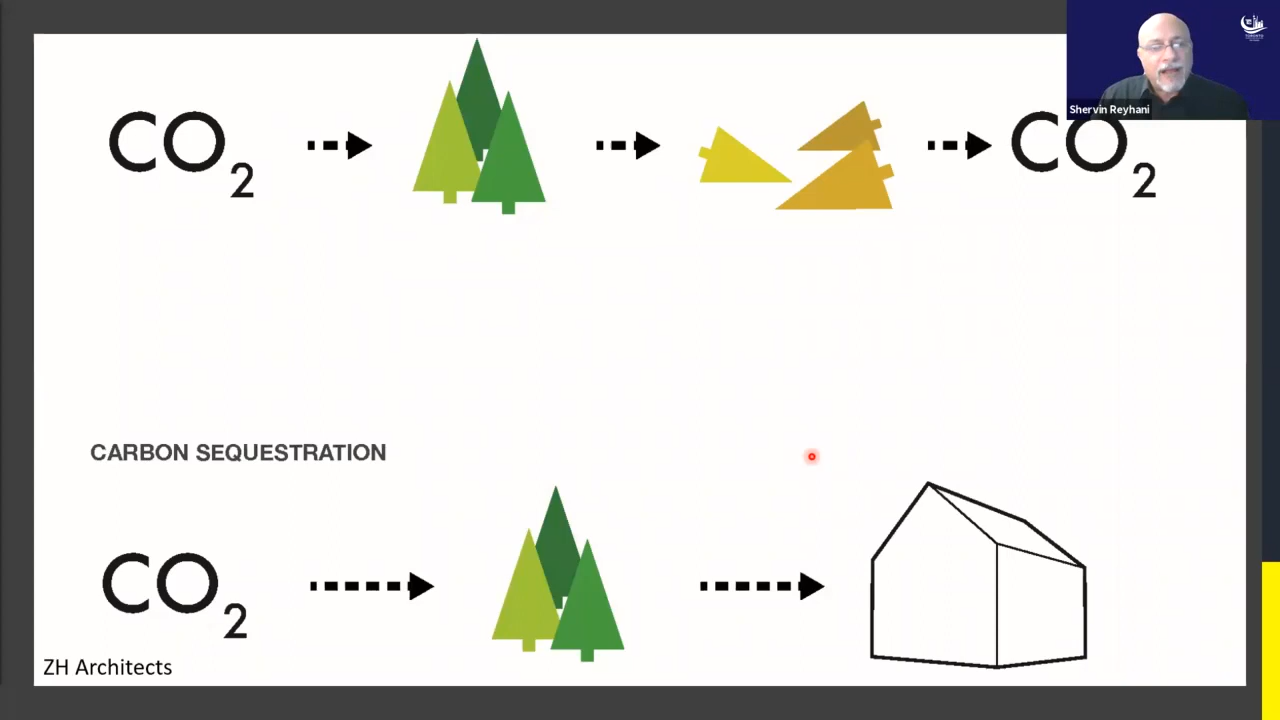 CO2
CO2
Shervin Reyhani
CARBON SEQUESTRATION
CO2
ZH Architects